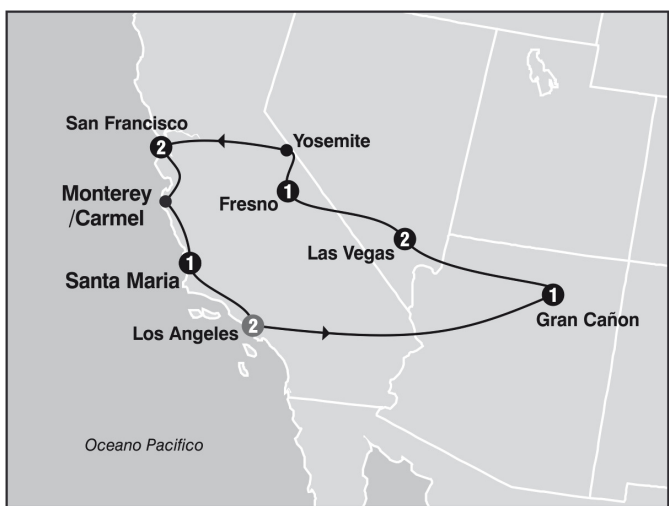 San Francisco
2
Yosemite
Monterey
/Carmel
Fresno
1
Las Vegas
2
Santa Maria
1
Gran Cañon
1
Los Angeles
2
Oceano Pacifico